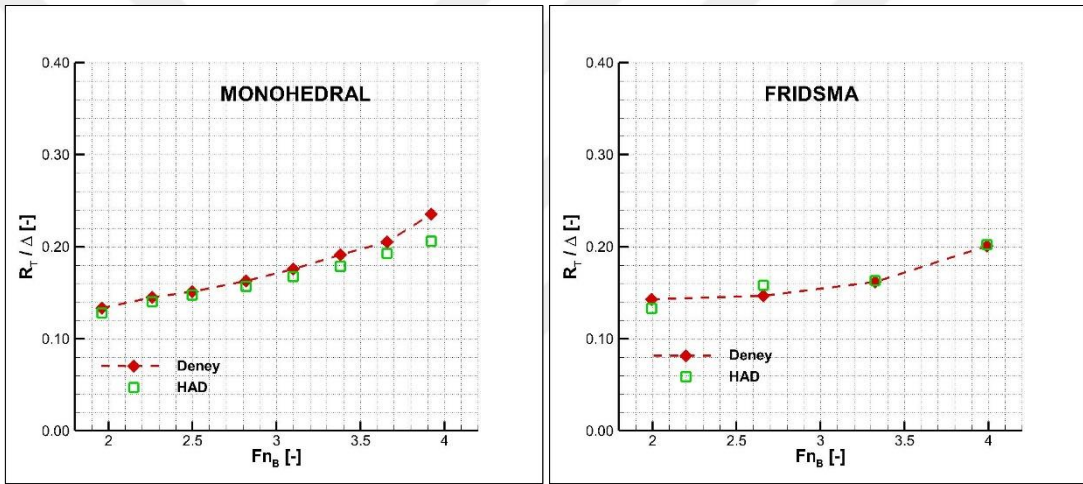 MONOHEDRAL
0.40
0.30
0.20
0.10
0.00
R_T / Δ [-]
2
2.5
3
3.5
4
Fn_B [-]
Deney
HAD
FRIDSMA
0.40
0.30
0.20
0.10
0.00
R_T / Δ [-]
2
2.5
3
3.5
4
Fn_B [-]
Deney
HAD